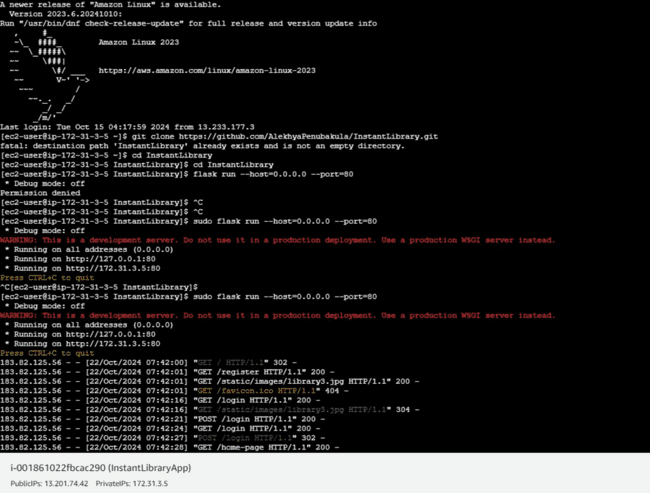 A newer release of "Amazon Linux" is available.
Version 2023.6.20241010:
Run "/usr/bin/dnf check-release-update" for full release and version update info
Amazon Linux 2023
https://aws.amazon.com/linux/amazon-linux-2023
Last login: Tue Oct 15 04:17:59 2024 from 13.233.177.3
[ec2-user@ip-172-31-3-5 ~]$ git clone https://github.com/AlekhyaPenubakula/InstantLibrary.git
fatal: destination path 'InstantLibrary' already exists and is not an empty directory.
[ec2-user@ip-172-31-3-5 ~]$ cd InstantLibrary
[ec2-user@ip-172-31-3-5 InstantLibrary]$ cd InstantLibrary
[ec2-user@ip-172-31-3-5 InstantLibrary]$ flask run --host=0.0.0.0 --port=80
* Debug mode: off
Permission denied
[ec2-user@ip-172-31-3-5 InstantLibrary]$ ^C
[ec2-user@ip-172-31-3-5 InstantLibrary]$ ^C
[ec2-user@ip-172-31-3-5 InstantLibrary]$ sudo flask run --host=0.0.0.0 --port=80
* Debug mode: off
WARNING: This is a development server. Do not use it in a production deployment. Use a production WSGI server instead.
* Running on all addresses (0.0.0.0)
* Running on http://127.0.0.1:80
* Running on http://172.31.3.5:80
Press CTRL+C to quit
^C[ec2-user@ip-172-31-3-5 InstantLibrary]$
[ec2-user@ip-172-31-3-5 InstantLibrary]$ sudo flask run --host=0.0.0.0 --port=80
* Debug mode: off
WARNING: This is a development server. Do not use it in a production deployment. Use a production WSGI server instead.
* Running on all addresses (0.0.0.0)
* Running on http://127.0.0.1:80
* Running on http://172.31.3.5:80
Press CTRL+C to quit
183.82.125.56 - - [22/Oct/2024 07:42:00] "GET / HTTP/1.1" 302 -
183.82.125.56 - - [22/Oct/2024 07:42:01] "GET /register HTTP/1.1" 200 -
183.82.125.56 - - [22/Oct/2024 07:42:01] "GET /static/images/library3.jpg HTTP/1.1" 200 -
183.82.125.56 - - [22/Oct/2024 07:42:01] "GET /favicon.ico HTTP/1.1" 404 -
183.82.125.56 - - [22/Oct/2024 07:42:16] "GET /login HTTP/1.1" 200 -
183.82.125.56 - - [22/Oct/2024 07:42:16] "GET /static/images/library3.jpg HTTP/1.1" 304 -
183.82.125.56 - - [22/Oct/2024 07:42:21] "POST /login HTTP/1.1" 200 -
183.82.125.56 - - [22/Oct/2024 07:42:24] "GET /login HTTP/1.1" 200 -
183.82.125.56 - - [22/Oct/2024 07:42:27] "POST /login HTTP/1.1" 302 -
183.82.125.56 - - [22/Oct/2024 07:42:28] "GET /home-page HTTP/1.1" 200 -
i-001861022fbcac290 (InstantLibraryApp)
PublicIPs: 13.201.74.42 PrivateIPs: 172.31.3.5